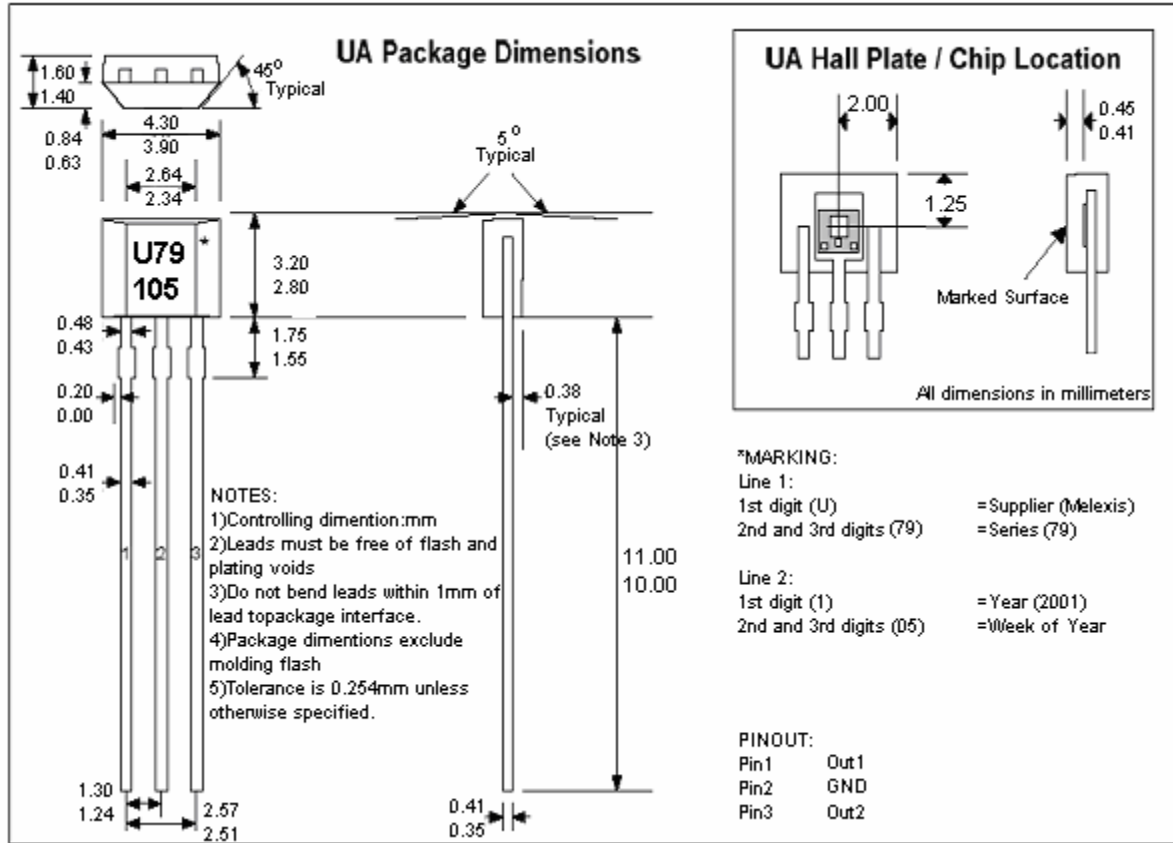 UA Package Dimensions
1.60
1.40
45°
Typical
0.84
0.63
4.30
3.90
2.64
2.34
5°
Typical
U79 *
105
3.20
2.80
0.48
0.43
1.75
1.55
0.20
0.00
0.38
Typical
(see Note 3)
0.41
0.35
NOTES:
1)Controlling dimention:mm
2)Leads must be free of flash and
plating voids
3)Do not bend leads within 1mm of
lead topackage interface.
4)Package dimentions exclude
molding flash
5)Tolerance is 0.254mm unless
otherwise specified.
1 2 3
11.00
10.00
1.30
1.24
2.57
2.51
0.41
0.35
UA Hall Plate / Chip Location
2.00
0.45
0.41
1.25
Marked Surface
All dimensions in millimeters
*MARKING:
Line 1:
1st digit (U) =Supplier (Melexis)
2nd and 3rd digits (79) =Series (79)
Line 2:
1st digit (1) =Year (2001)
2nd and 3rd digits (05) =Week of Year
PINOUT:
Pin1 Out1
Pin2 GND
Pin3 Out2